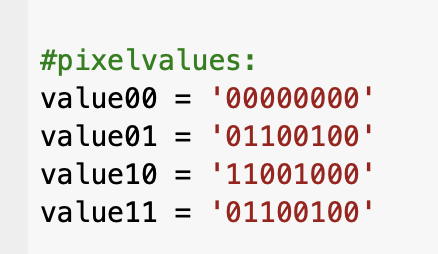 #pixelvalues:
value00 = '00000000'
value01 = '01100100'
value10 = '11001000'
value11 = '01100100'